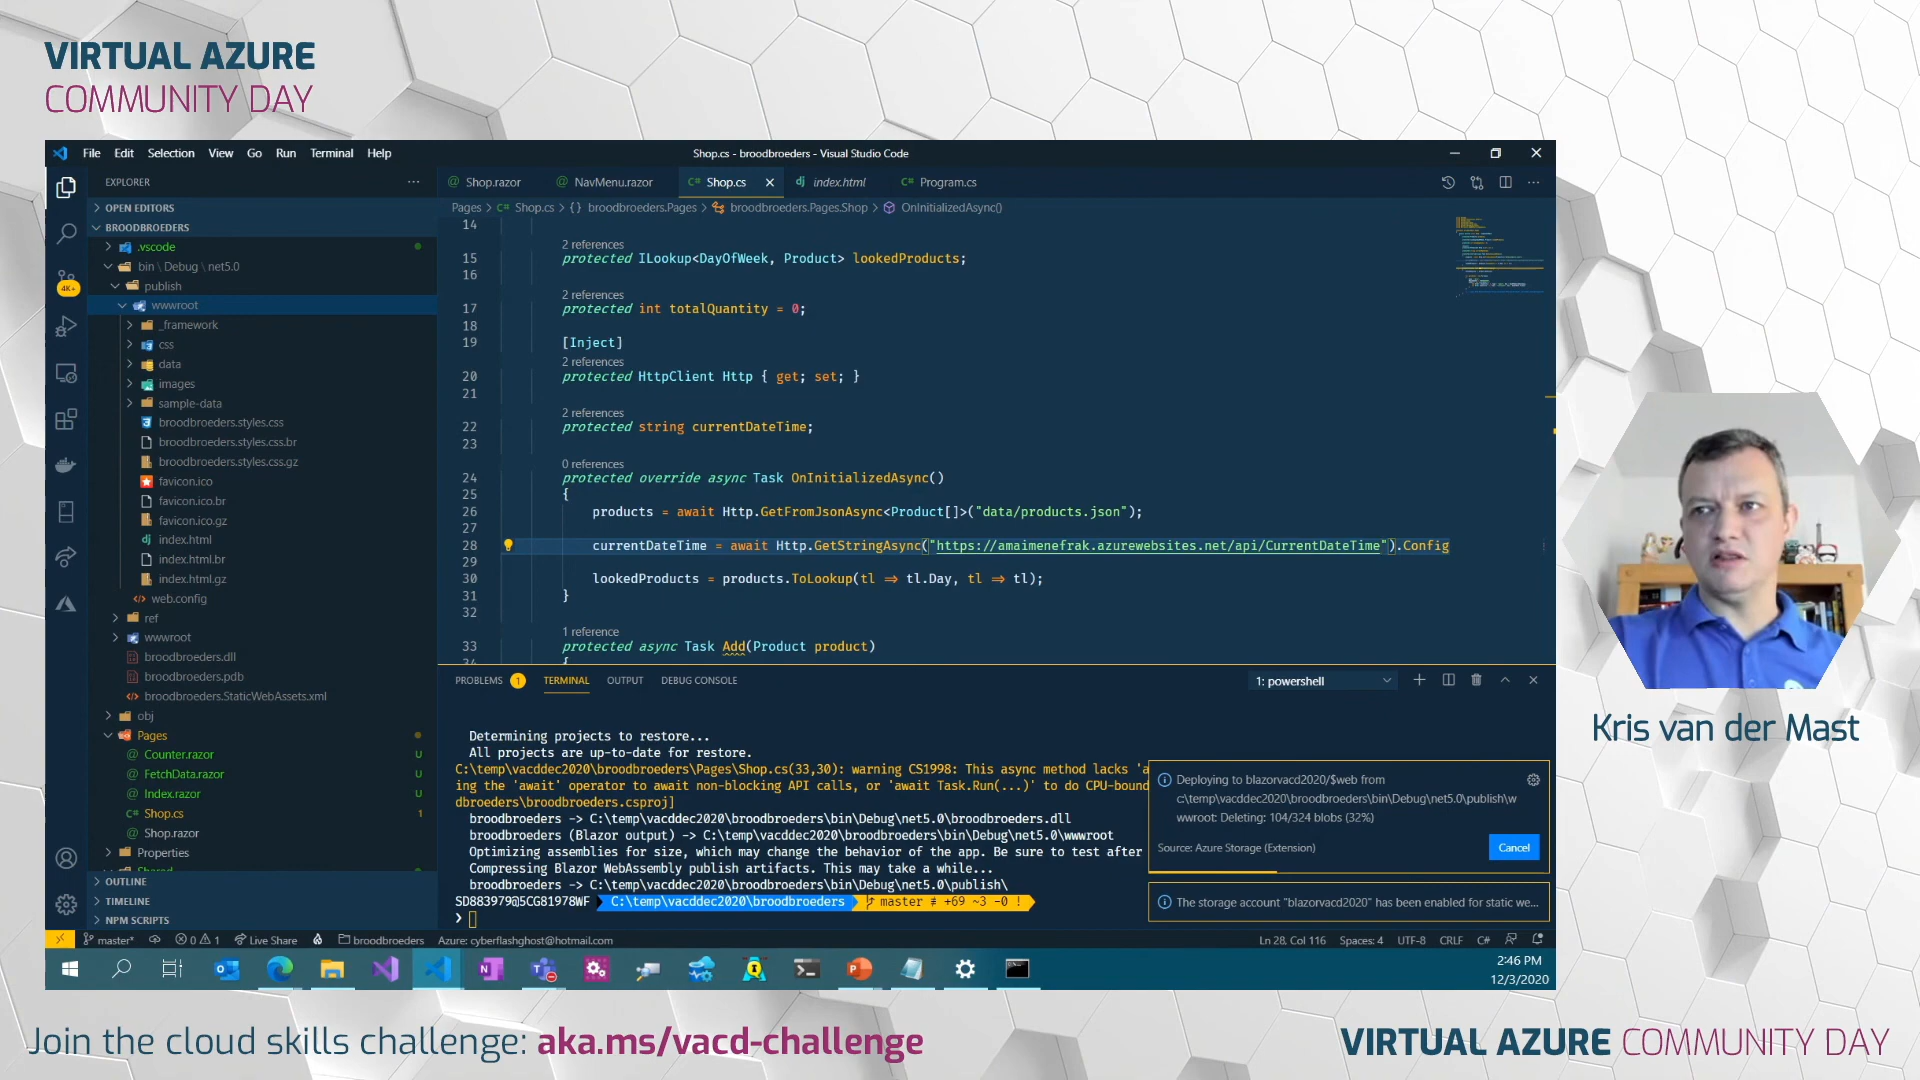 VIRTUAL AZURE
COMMUNITY DAY
File Edit Selection View Go Run Terminal Help
Shop.cs - broodbroeders - Visual Studio Code
EXPLORER
Shop.razor
NavMenu.razor
Shop.cs
index.html
Program.cs
Pages > Shop.cs > {} broodbroeders.Pages > broodbroeders.Pages.Shop > OnInitializedAsync()
OPEN EDITORS
BROODBROEDERS
.vscode
bin \ Debug \ net5.0
publish
wwwroot
_framework
css
data
images
sample-data
broodbroeders.styles.css
broodbroeders.styles.css.br
broodbroeders.styles.css.gz
favicon.ico
favicon.ico.br
favicon.ico.gz
index.html
index.html.br
index.html.gz
web.config
ref
wwwroot
broodbroeders.dll
broodbroeders.pdb
broodbroeders.StaticWebAssets.xml
obj
Pages
Counter.razor U
FetchData.razor U
Index.razor U
Shop.cs 1
Shop.razor
Properties
OUTLINE
TIMELINE
NPM SCRIPTS
4K+
14
2 references
15 protected ILookup<DayOfWeek, Product> lookedProducts;
16
2 references
17 protected int totalQuantity = 0;
18
19 [Inject]
2 references
20 protected HttpClient Http { get; set; }
21
2 references
22 protected string currentDateTime;
23
0 references
24 protected override async Task OnInitializedAsync()
25 {
26 products = await Http.GetFromJsonAsync<Product[]>("data/products.json");
27
28 currentDateTime = await Http.GetStringAsync("https://amaimenefrak.azurewebsites.net/api/CurrentDateTime").Config
29
30 lookedProducts = products.ToLookup(tl => tl.Day, tl => tl);
31 }
32
1 reference
33 protected async Task Add(Product product)
34 {
PROBLEMS 1 TERMINAL OUTPUT DEBUG CONSOLE
1: powershell
Determining projects to restore...
All projects are up-to-date for restore.
C:\temp\vacddec2020\broodbroeders\Pages\Shop.cs(33,30): warning CS1998: This async method lacks 'a
ing the 'await' operator to await non-blocking API calls, or 'await Task.Run(...)' to do CPU-bound
dbroeders\broodbroeders.csproj]
broodbroeders -> C:\temp\vacddec2020\broodbroeders\bin\Debug\net5.0\broodbroeders.dll
broodbroeders (Blazor output) -> C:\temp\vacddec2020\broodbroeders\bin\Debug\net5.0\wwwroot
Optimizing assemblies for size, which may change the behavior of the app. Be sure to test after
Compressing Blazor WebAssembly publish artifacts. This may take a while...
broodbroeders -> C:\temp\vacddec2020\broodbroeders\bin\Debug\net5.0\publish\
SD883979@5CG81978WF C:\temp\vacddec2020\broodbroeders master ≢ +69 ~3 -0 !
❯
Deploying to blazorvacd2020/$web from
c:\temp\vacddec2020\broodbroeders\bin\Debug\net5.0\publish\w
wwroot: Deleting: 104/324 blobs (32%)
Source: Azure Storage (Extension)
Cancel
The storage account "blazorvacd2020" has been enabled for static we...
master* 0 1 Live Share broodbroeders Azure: cyberflashghost@hotmail.com
Ln 28, Col 116 Spaces: 4 UTF-8 CRLF C#
2:46 PM
12/3/2020
Kris van der Mast
Join the cloud skills challenge: aka.ms/vacd-challenge
VIRTUAL AZURE COMMUNITY DAY